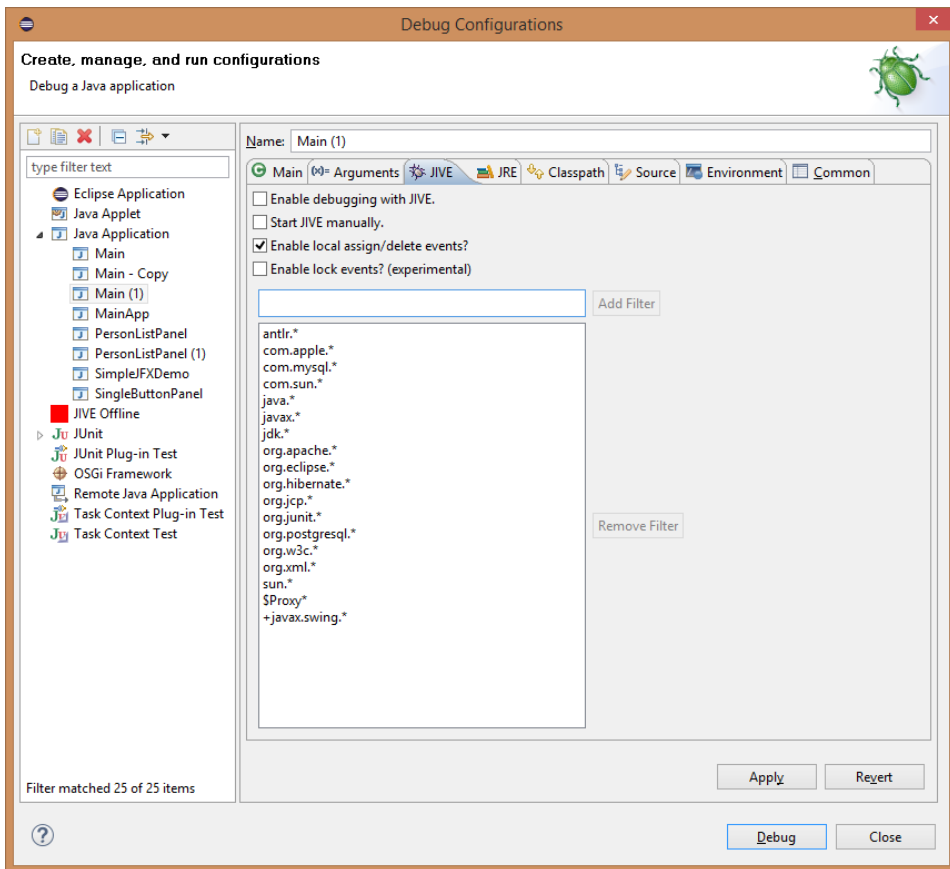 Debug Configurations
Create, manage, and run configurations
Debug a Java application
type filter text
Eclipse Application
Java Applet
Java Application
Main
Main - Copy
Main (1)
MainApp
PersonListPanel
PersonListPanel (1)
SimpleJFXDemo
SingleButtonPanel
JIVE Offline
JUnit
JUnit Plug-in Test
OSGi Framework
Remote Java Application
Task Context Plug-in Test
Task Context Test
Filter matched 25 of 25 items
Name: Main (1)
Main (x)= Arguments JIVE JRE Classpath Source Environment Common
Enable debugging with JIVE.
Start JIVE manually.
Enable local assign/delete events?
Enable lock events? (experimental)
Add Filter
antlr.*
com.apple.*
com.mysql.*
com.sun.*
java.*
javax.*
jdk.*
org.apache.*
org.eclipse.*
org.hibernate.*
org.jcp.*
org.junit.*
org.postgresql.*
org.w3c.*
org.xml.*
sun.*
$Proxy*
+javax.swing.*
Remove Filter
Apply Revert
Debug Close